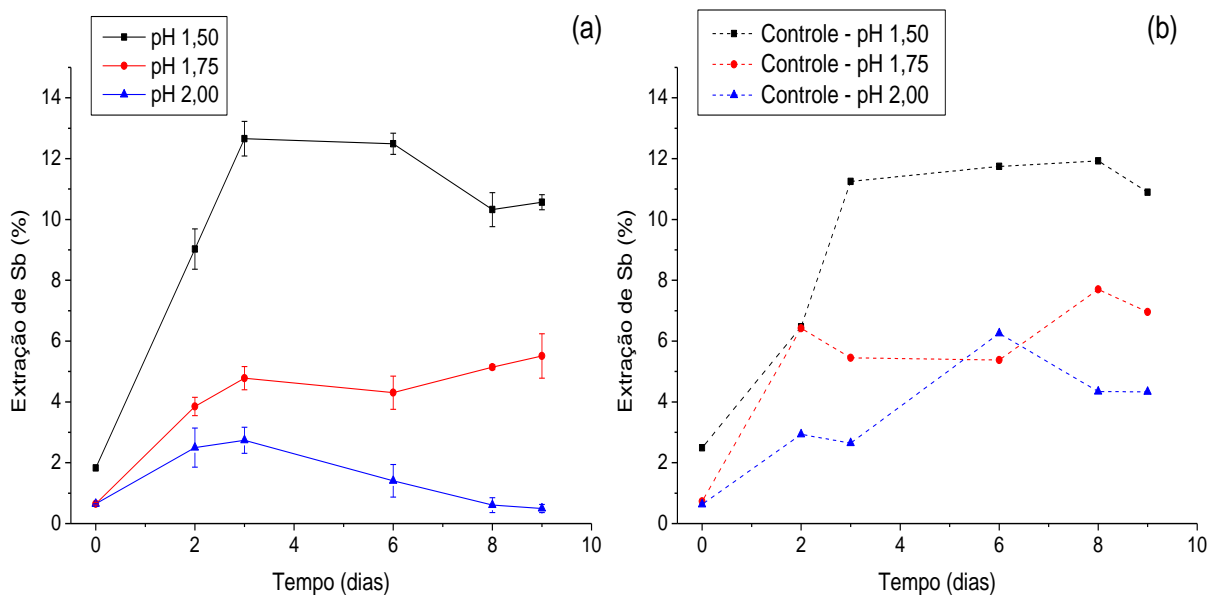 (a)
pH 1,50
pH 1,75
pH 2,00
Extração de Sb (%)
14
12
10
8
6
4
2
0
0 2 4 6 8 10
Tempo (dias)
(b)
Controle - pH 1,50
Controle - pH 1,75
Controle - pH 2,00
Extração de Sb (%)
14
12
10
8
6
4
2
0
0 2 4 6 8 10
Tempo (dias)